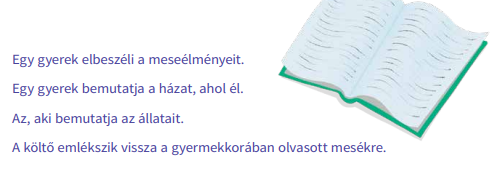 Egy gyerek elbeszéli a meseélményeit.
Egy gyerek bemutatja a házat, ahol él.
Az, aki bemutatja az állatait.
A költő emlékszik vissza a gyermekkorában olvasott mesékre.